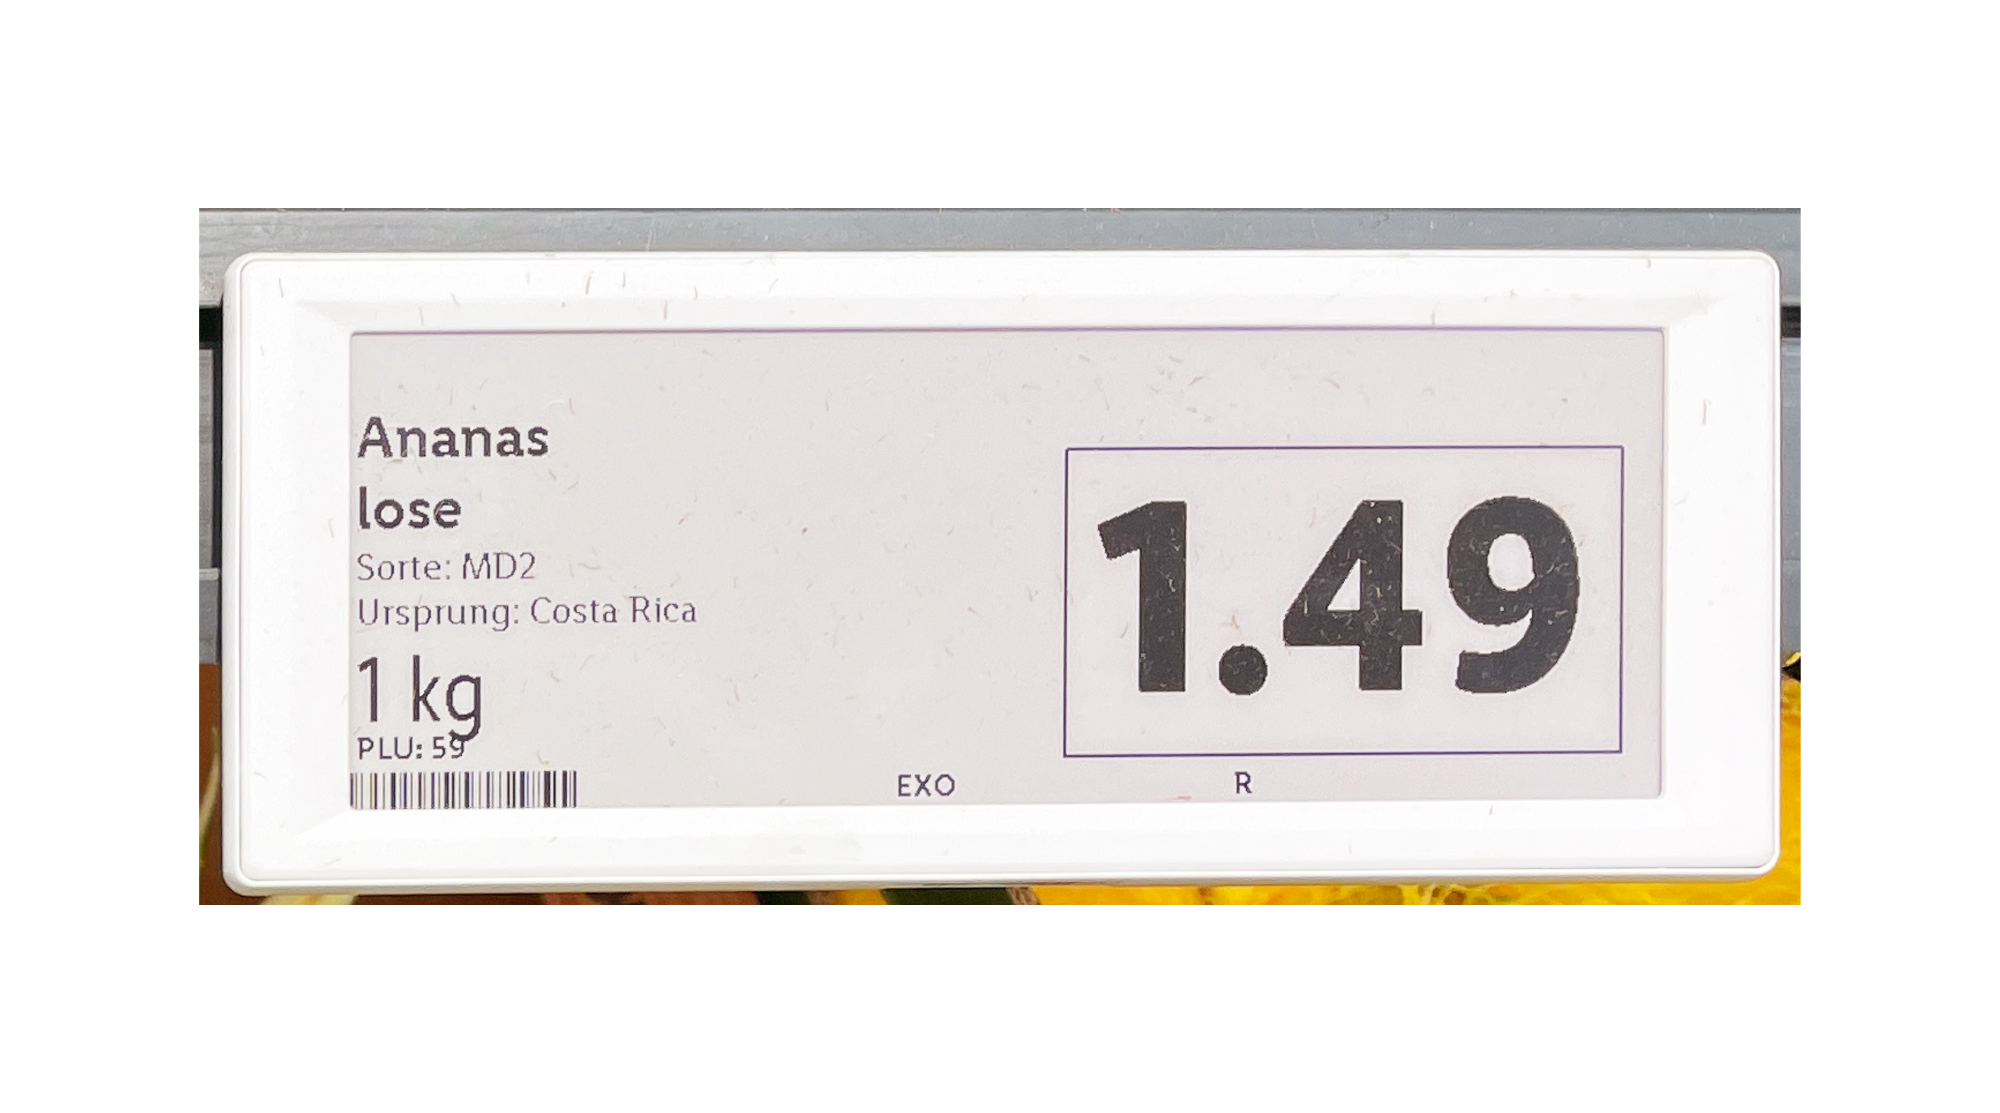 Ananas
lose
Sorte: MD2
Ursprung: Costa Rica
1 kg
PLU: 59
1.49
EXO
R